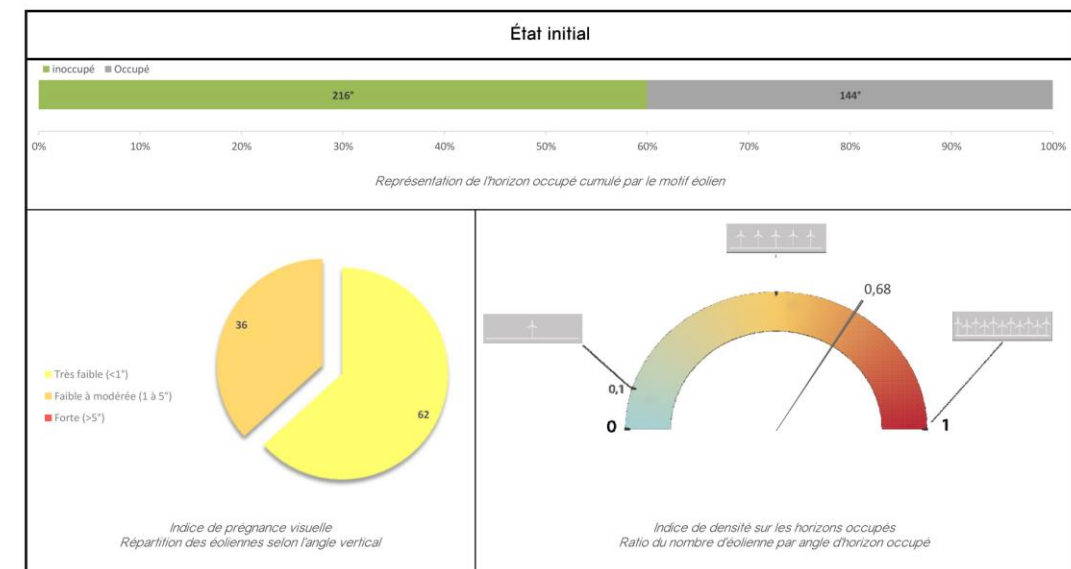 État initial
inoccupé Occupé
216° 144°
0% 10% 20% 30% 40% 50% 60% 70% 80% 90% 100%
Représentation de l'horizon occupé cumulé par le motif éolien
36
62
Très faible (<1°)
Faible à modérée (1 à 5°)
Forte (>5°)
Indice de prégnance visuelle
Répartition des éoliennes selon l'angle vertical
0,68
0,1
0 1
Indice de densité sur les horizons occupés
Ratio du nombre d'éolienne par angle d'horizon occupé